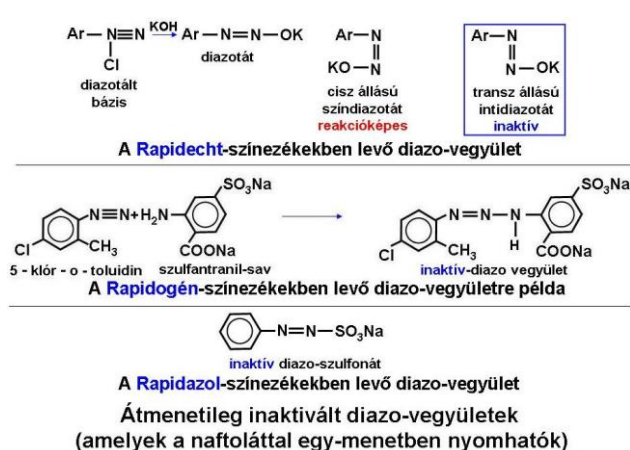 Ar—N≡N KOH Ar—N=N—OK
Cl
diazotált
bázis
diazotát
Ar—N
KO—N
cisz állású
színdiazotát
reakcióképes
Ar—N
N—OK
transz állású
intidiazotát
inaktív
A Rapidecht-színezékekben levő diazo-vegyület
N≡N+H₂N
SO₃Na
COONa
Cl
CH₃
5 - klór - o - toluidin
szulfantranil-sav
N=N—N
H
SO₃Na
COONa
Cl
CH₃
inaktív-diazo vegyület
A Rapidogén-színezékekben levő diazo-vegyületre példa
N=N—SO₃Na
inaktív diazo-szulfonát
A Rapidazol-színezékekben levő diazo-vegyület
Átmenetileg inaktivált diazo-vegyületek
(amelyek a naftoláttal egy-menetben nyomhatók)